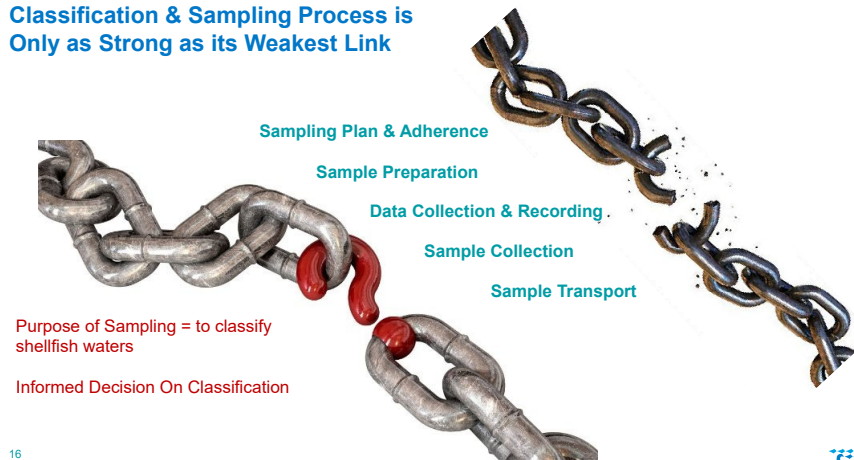 Classification & Sampling Process is
Only as Strong as its Weakest Link
Sampling Plan & Adherence
Sample Preparation
Data Collection & Recording .
Sample Collection
Sample Transport
Purpose of Sampling = to classify
shellfish waters
Informed Decision On Classification
16